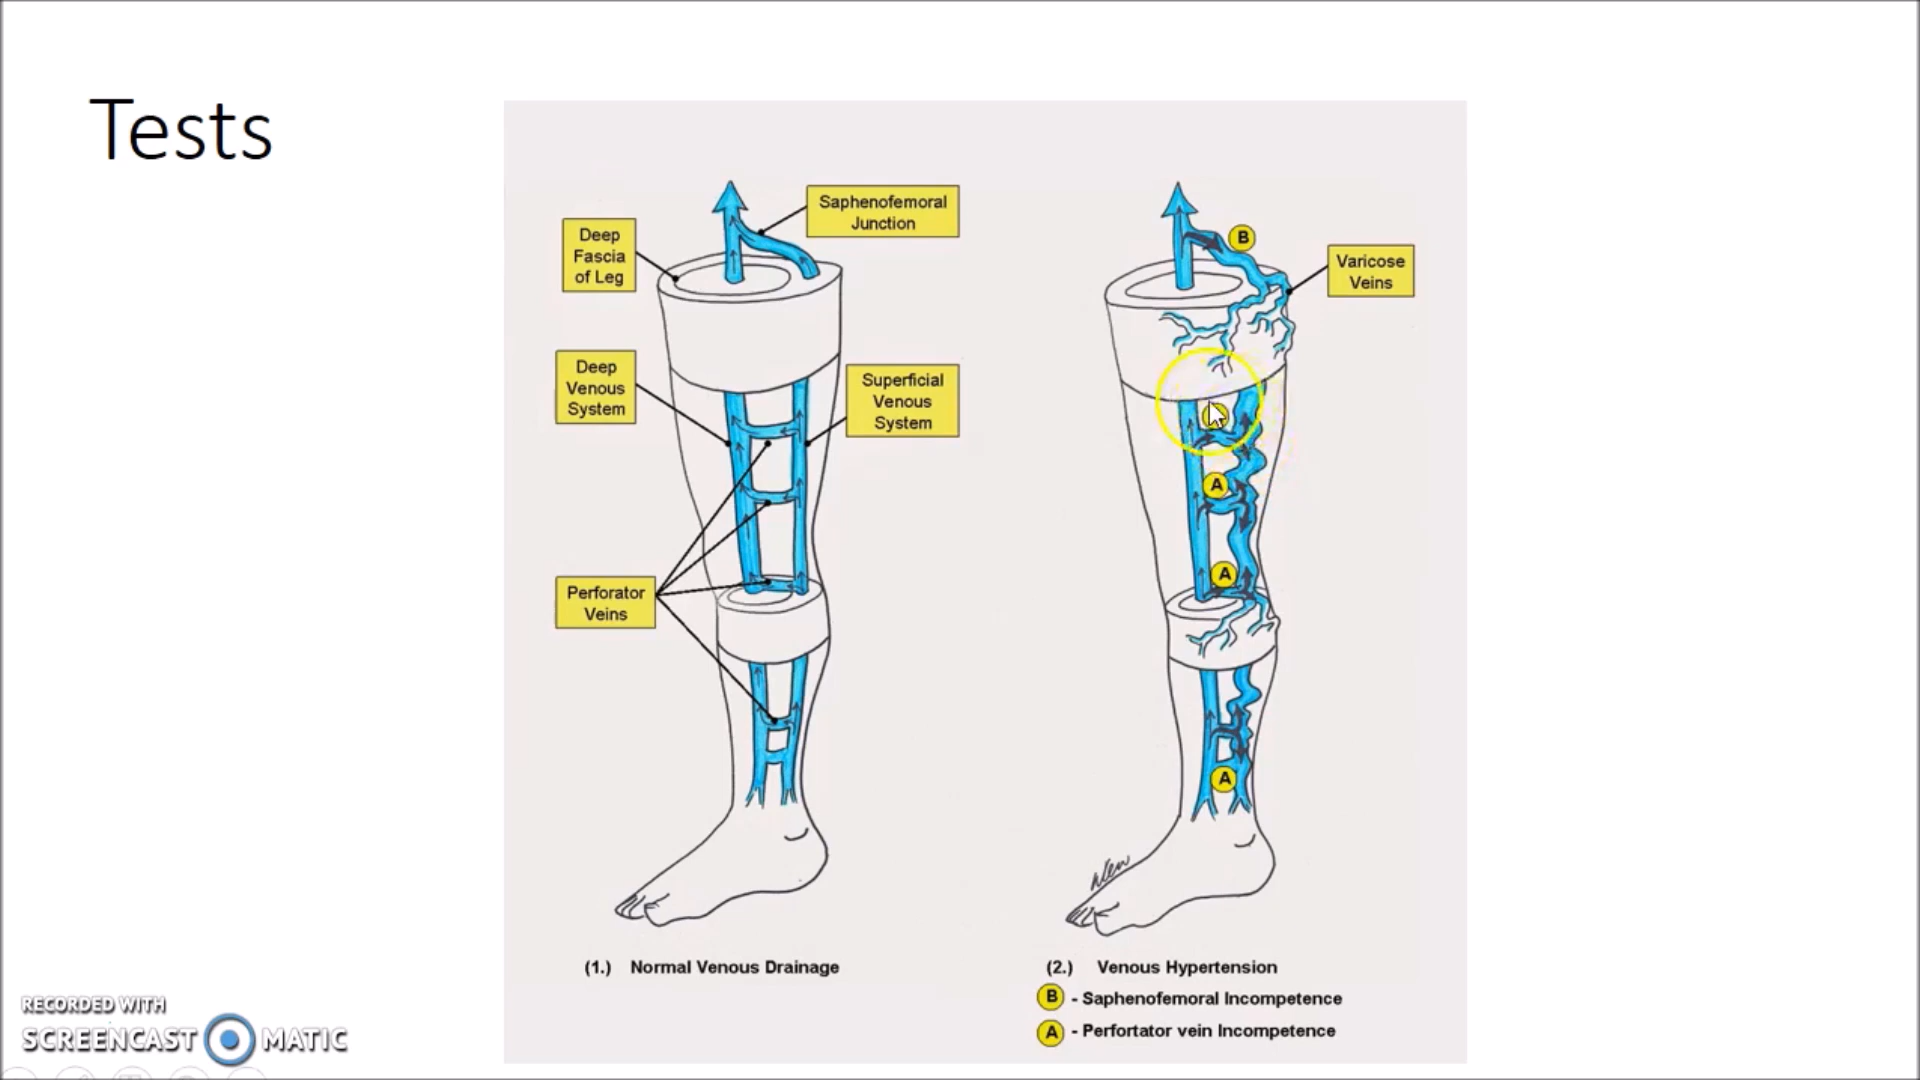 Tests
Saphenofemoral
Junction
Deep
Fascia
of Leg
Deep
Venous
System
Superficial
Venous
System
Perforator
Veins
B
Varicose
Veins
A
A
A
(1.) Normal Venous Drainage
(2.) Venous Hypertension
B - Saphenofemoral Incompetence
A - Perfortator vein Incompetence
RECORDED WITH
SCREENCAST MATIC